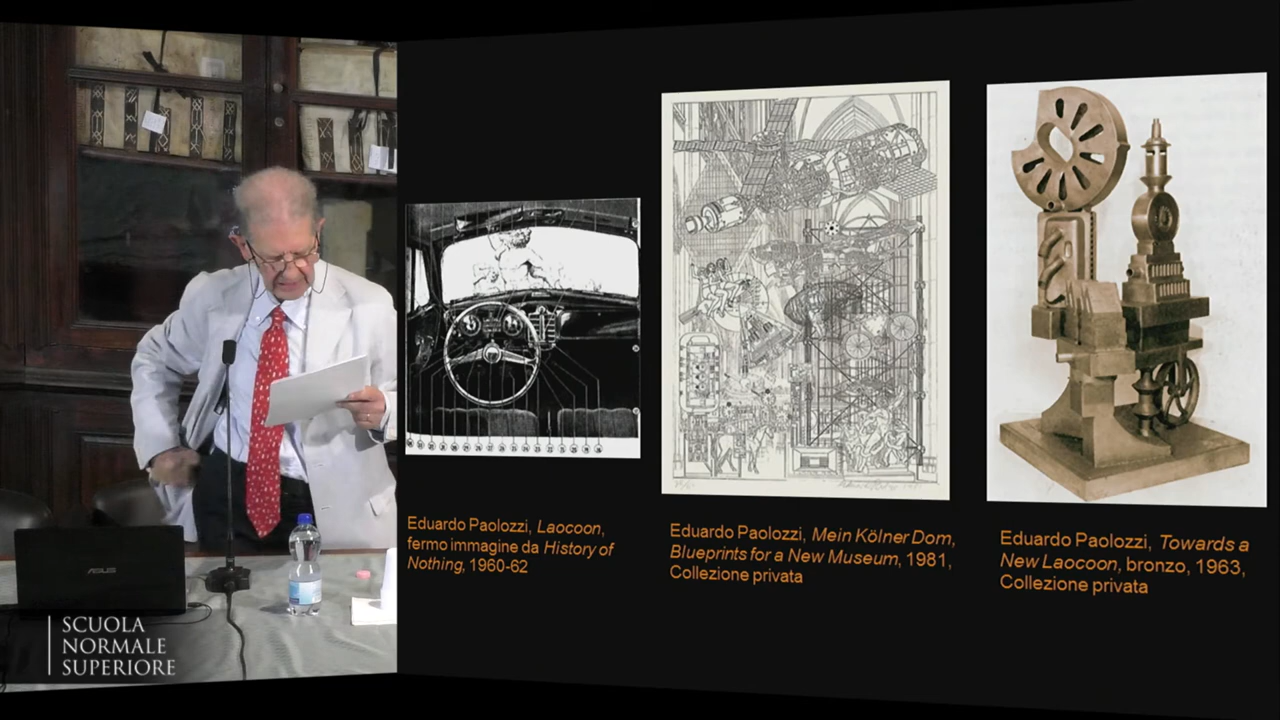 ASUS
SCUOLA
NORMALE
SUPERIORE
Eduardo Paolozzi, Laocoon,
fermo immagine da History of
Nothing, 1960-62
Eduardo Paolozzi, Mein Kölner Dom,
Blueprints for a New Museum, 1981,
Collezione privata
Eduardo Paolozzi, Towards a
New Laocoon, bronzo, 1963,
Collezione privata